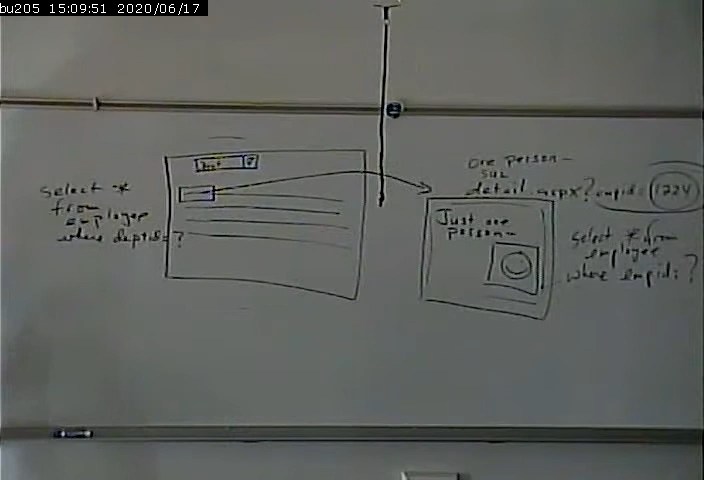 bu205 15:09:51 2020/06/17
select *
from
employee
where deptid=?
one person-
detail.aspx?empid=1224
Just one
person-
select * from
employee
where empid=?